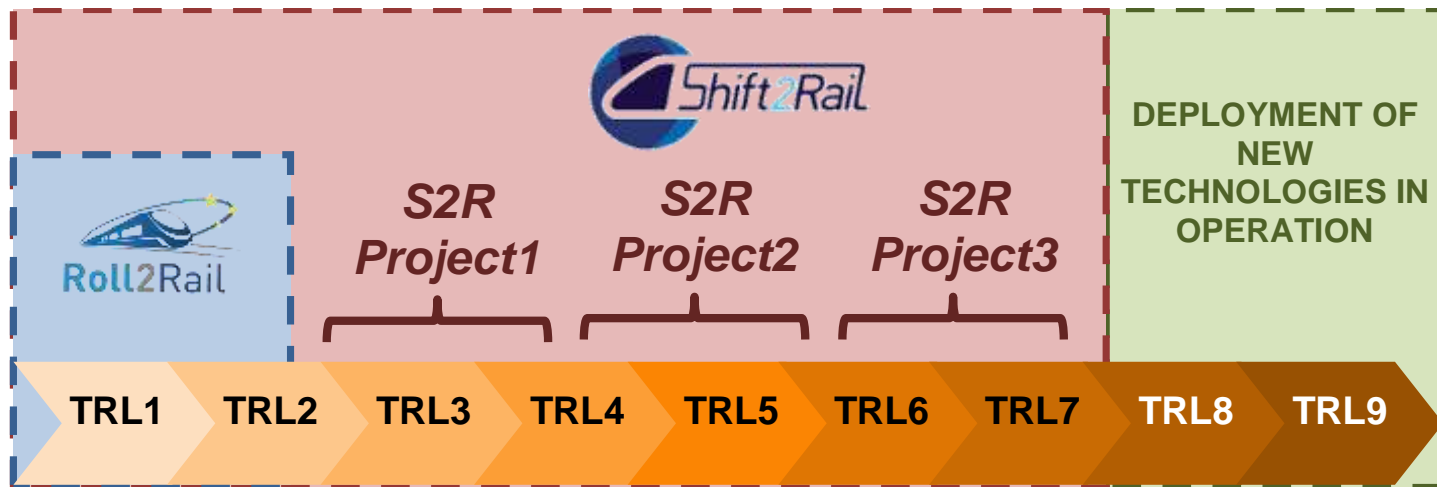 Shift2Rail
DEPLOYMENT OF
NEW
TECHNOLOGIES IN
OPERATION
Roll2Rail
S2R
Project1
S2R
Project2
S2R
Project3
TRL1 TRL2 TRL3 TRL4 TRL5 TRL6 TRL7 TRL8 TRL9